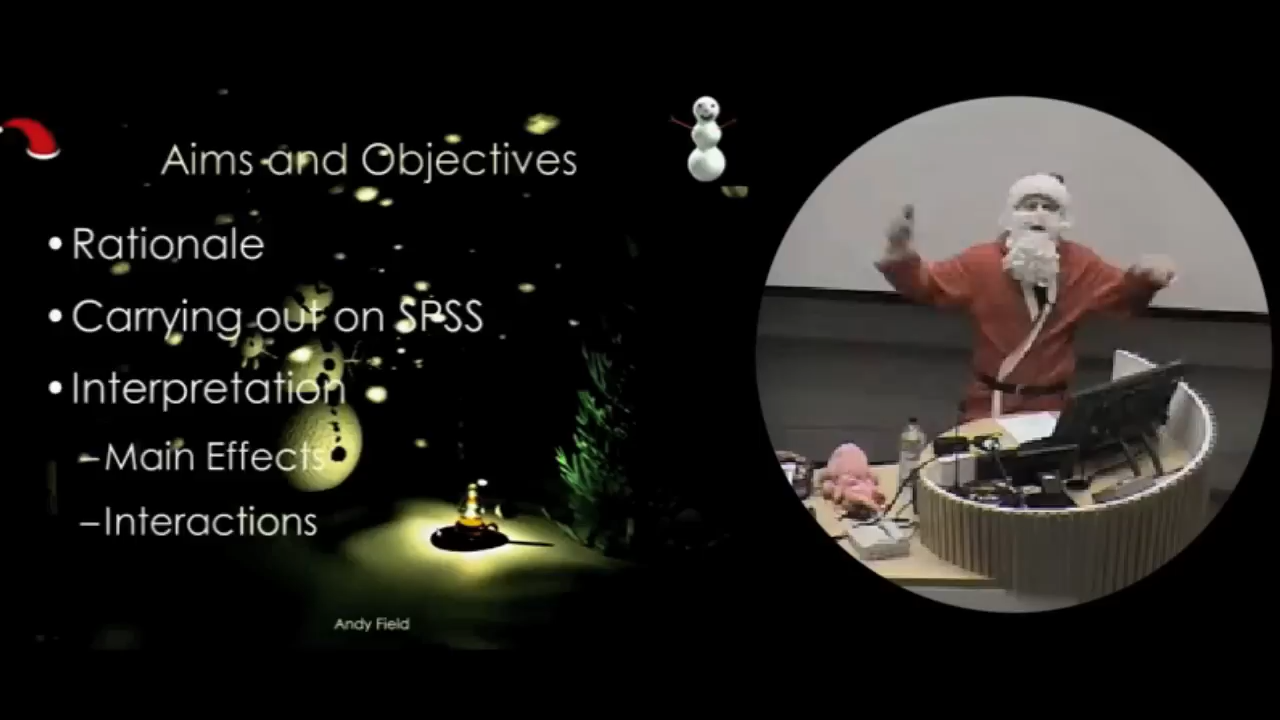 Aims and Objectives
• Rationale
• Carrying out on SPSS
• Interpretation
– Main Effects
– Interactions
Andy Field